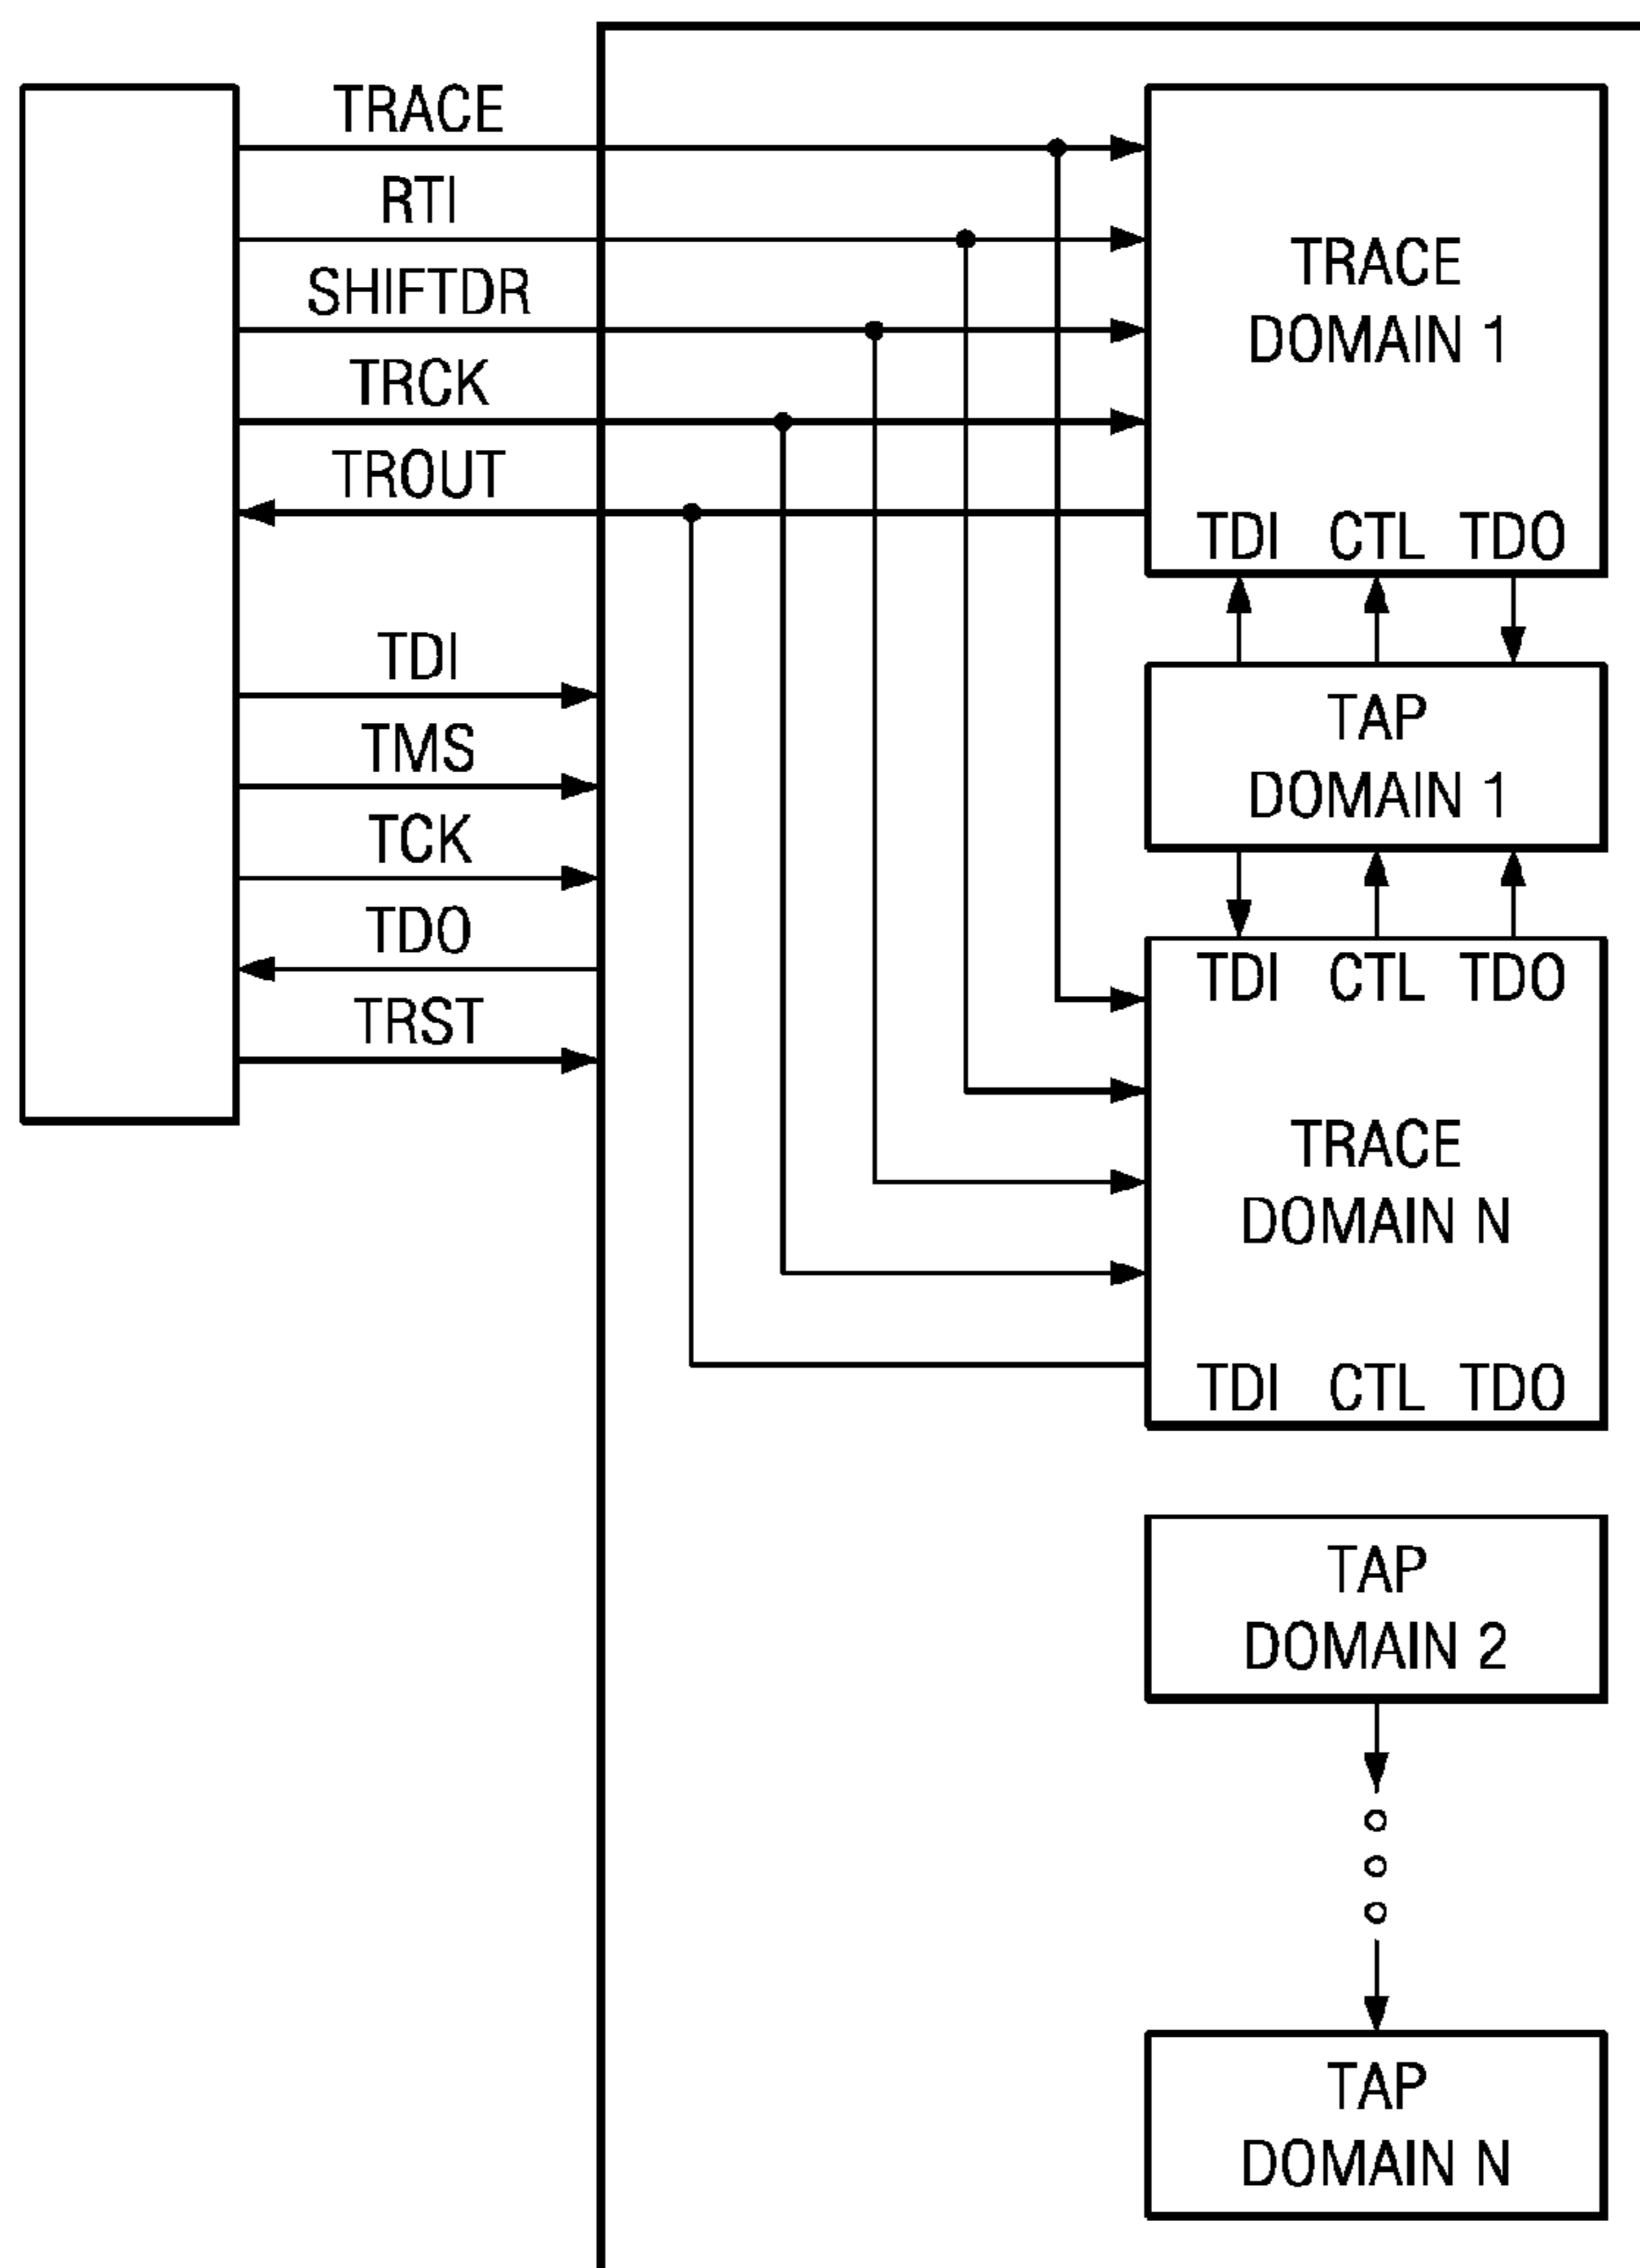 TRACE
RTI
SHIFTDR
TRCK
TROUT
TDI
TMS
TCK
TDO
TRST
TRACE
DOMAIN 1
TDI CTL TDO
TAP
DOMAIN 1
TDI CTL TDO
TRACE
DOMAIN N
TDI CTL TDO
TAP
DOMAIN 2
TAP
DOMAIN N